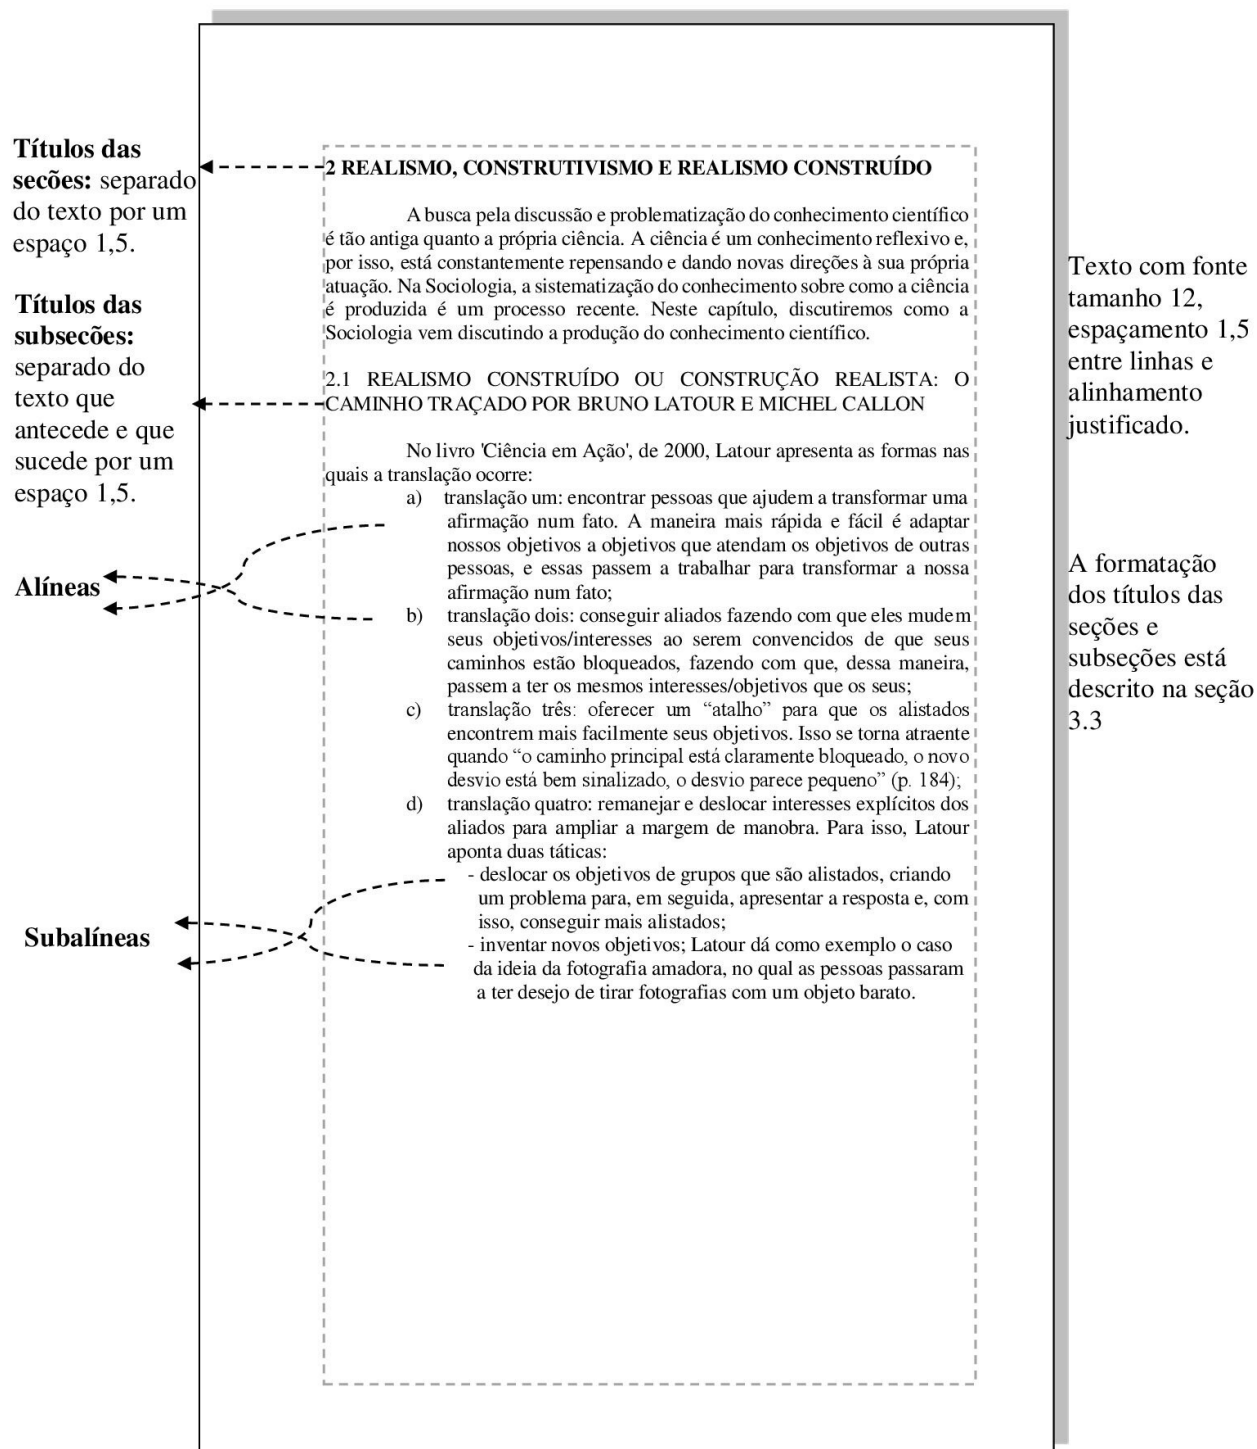 Títulos das
secões: separado
do texto por um
espaço 1,5.
Títulos das
subsecões:
separado do
texto que
antecede e que
sucede por um
espaço 1,5.
Alíneas
Subalíneas
2 REALISMO, CONSTRUTIVISMO E REALISMO CONSTRUÍDO
A busca pela discussão e problematização do conhecimento científico
é tão antiga quanto a própria ciência. A ciência é um conhecimento reflexivo e,
por isso, está constantemente repensando e dando novas direções à sua própria
atuação. Na Sociologia, a sistematização do conhecimento sobre como a ciência
é produzida é um processo recente. Neste capítulo, discutiremos como a
Sociologia vem discutindo a produção do conhecimento científico.
2.1 REALISMO CONSTRUÍDO OU CONSTRUÇÃO REALISTA: O
CAMINHO TRAÇADO POR BRUNO LATOUR E MICHEL CALLON
No livro 'Ciência em Ação', de 2000, Latour apresenta as formas nas
quais a translação ocorre:
a) translação um: encontrar pessoas que ajudem a transformar uma
afirmação num fato. A maneira mais rápida e fácil é adaptar
nossos objetivos a objetivos que atendam os objetivos de outras
pessoas, e essas passem a trabalhar para transformar a nossa
afirmação num fato;
b) translação dois: conseguir aliados fazendo com que eles mudem
seus objetivos/interesses ao serem convencidos de que seus
caminhos estão bloqueados, fazendo com que, dessa maneira,
passem a ter os mesmos interesses/objetivos que os seus;
c) translação três: oferecer um “atalho” para que os alistados
encontrem mais facilmente seus objetivos. Isso se torna atraente
quando “o caminho principal está claramente bloqueado, o novo
desvio está bem sinalizado, o desvio parece pequeno” (p. 184);
d) translação quatro: remanejar e deslocar interesses explícitos dos
aliados para ampliar a margem de manobra. Para isso, Latour
aponta duas táticas:
- deslocar os objetivos de grupos que são alistados, criando
um problema para, em seguida, apresentar a resposta e, com
isso, conseguir mais alistados;
- inventar novos objetivos; Latour dá como exemplo o caso
da ideia da fotografia amadora, no qual as pessoas passaram
a ter desejo de tirar fotografias com um objeto barato.
Texto com fonte
tamanho 12,
espaçamento 1,5
entre linhas e
alinhamento
justificado.
A formatação
dos títulos das
seções e
subseções está
descrito na seção
3.3